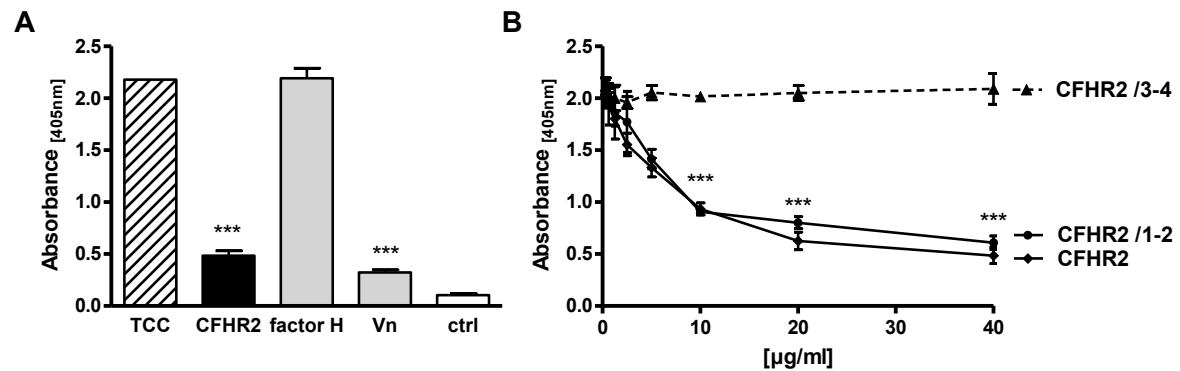 A
Absorbance [405nm]
2.5
2.0
1.5
1.0
0.5
0.0
***
***
TCC CFHR2 factor H Vn ctrl
B
Absorbance [405nm]
2.5
2.0
1.5
1.0
0.5
0.0
***
***
***
CFHR2 /3-4
CFHR2 /1-2
CFHR2
0 10 20 30 40
[µg/ml]